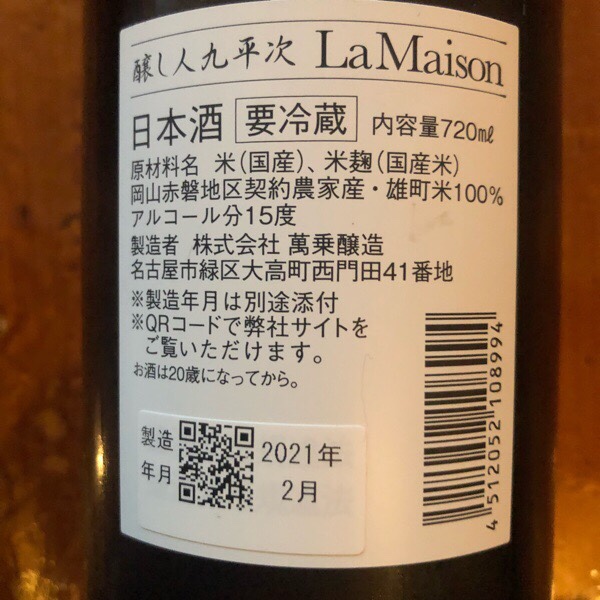 醸し人九平次 La Maison
日本酒 要冷蔵 内容量720ml
原材料名 米(国産)、米麹(国産米)
岡山赤磐地区契約農家産・雄町米100%
アルコール分15度
製造者 株式会社 萬乗醸造
名古屋市緑区大高町西門田41番地
※製造年月は別途添付
※QRコードで弊社サイトを
ご覧いただけます。
お酒は20歳になってから。
製造
年月
2021年
2月
4512052108994